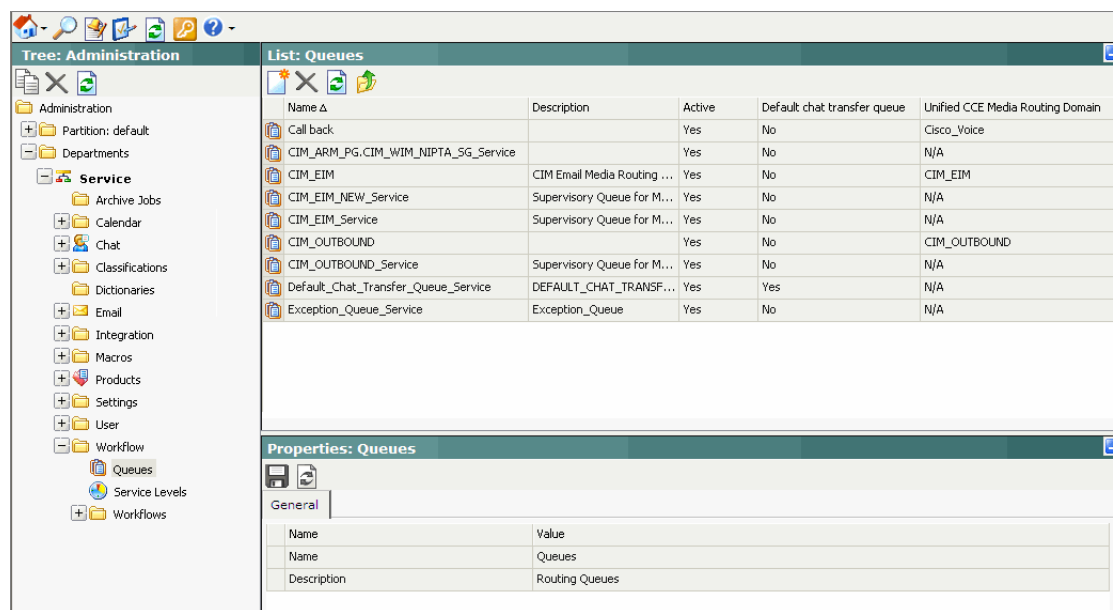 Tree: Administration
Administration
Partition: default
Departments
Service
Archive Jobs
Calendar
Chat
Classifications
Dictionaries
Email
Integration
Macros
Products
Settings
User
Workflow
Queues
Service Levels
Workflows
List: Queues
Name Description Active Default chat transfer queue Unified CCE Media Routing Domain
Call back Yes No Cisco_Voice
CIM_ARM_PG.CIM_WIM_NIPTA_SG_Service Yes No N/A
CIM_EIM CIM Email Media Routing ... Yes No CIM_EIM
CIM_EIM_NEW_Service Supervisory Queue for M... Yes No N/A
CIM_EIM_Service Supervisory Queue for M... Yes No N/A
CIM_OUTBOUND Yes No CIM_OUTBOUND
CIM_OUTBOUND_Service Supervisory Queue for M... Yes No N/A
Default_Chat_Transfer_Queue_Service DEFAULT_CHAT_TRANSF... Yes Yes N/A
Exception_Queue_Service Exception_Queue Yes No N/A
Properties: Queues
General
Name Value
Name Queues
Description Routing Queues